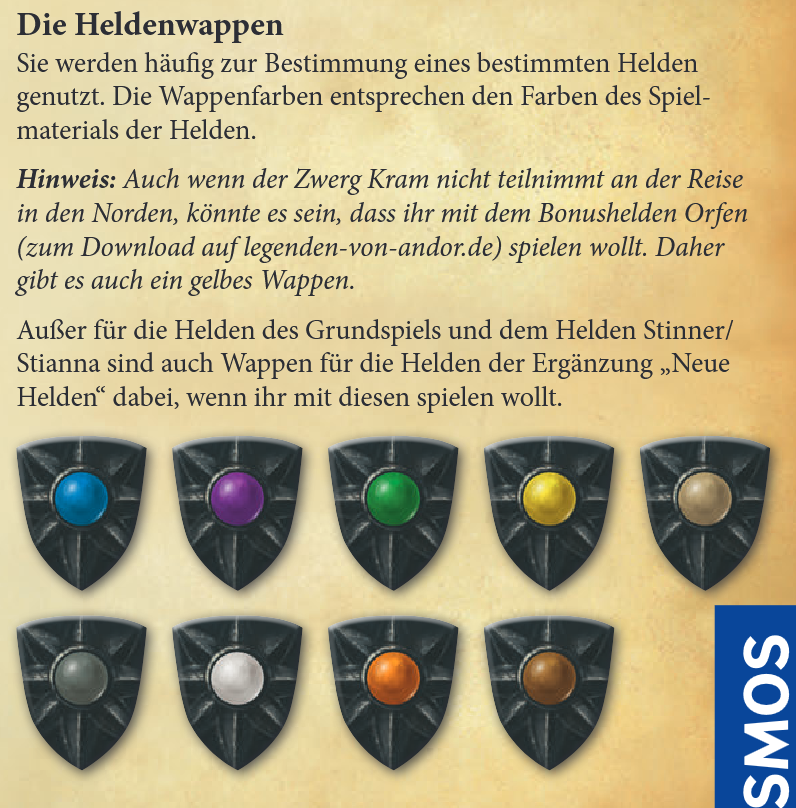 Die Heldenwappen
Sie werden häufig zur Bestimmung eines bestimmten Helden
genutzt. Die Wappenfarben entsprechen den Farben des Spiel-
materials der Helden.
Hinweis: Auch wenn der Zwerg Kram nicht teilnimmt an der Reise
in den Norden, könnte es sein, dass ihr mit dem Bonushelden Orfen
(zum Download auf legenden-von-andor.de) spielen wollt. Daher
gibt es auch ein gelbes Wappen.
Außer für die Helden des Grundspiels und dem Helden Stinner/
Stianna sind auch Wappen für die Helden der Ergänzung „Neue
Helden“ dabei, wenn ihr mit diesen spielen wollt.
SMOS